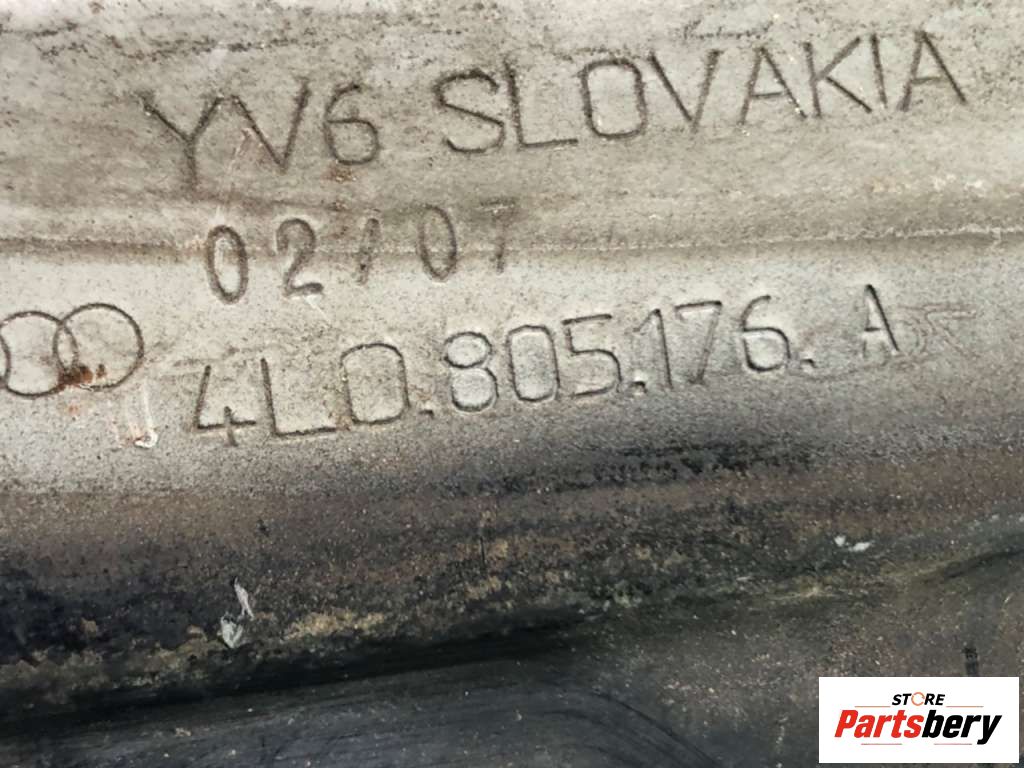 YV6 SLOVAKIA
02/07
4L0.805.176. A
STORE
Partsbery